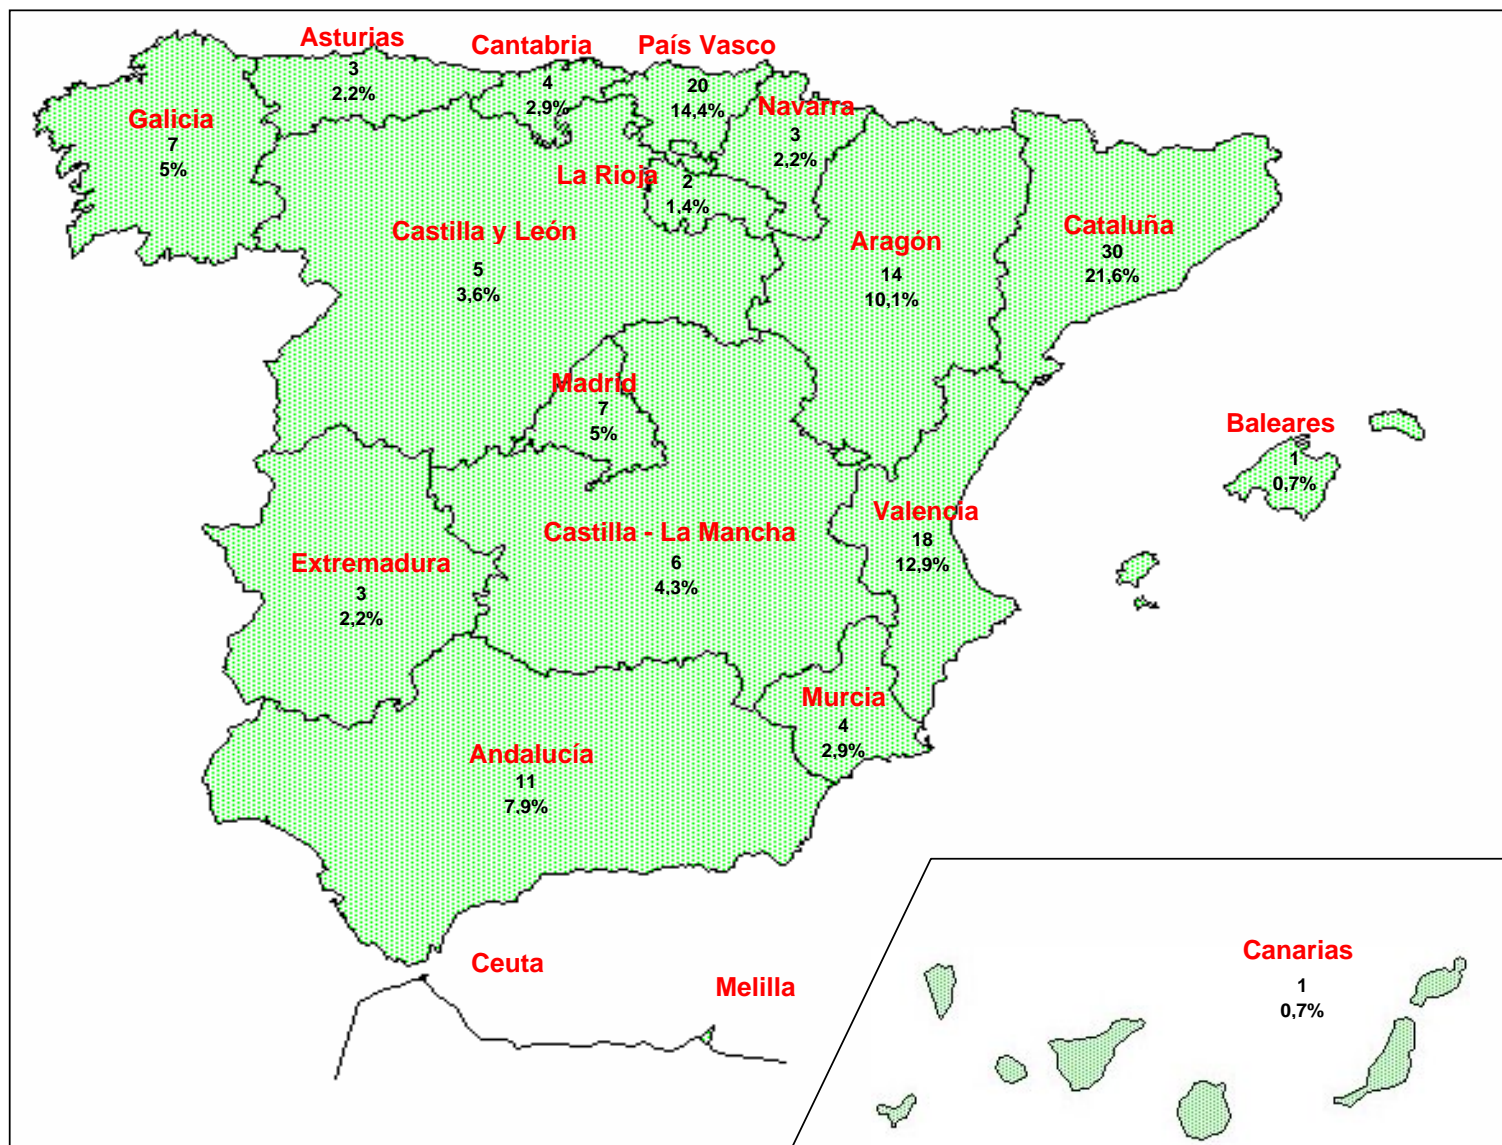 Asturias
3
2,2%
Cantabria
4
2,9%
País Vasco
20
14,4%
Navarra
3
2,2%
Galicia
7
5%
La Rioja
2
1,4%
Castilla y León
5
3,6%
Aragón
14
10,1%
Cataluña
30
21,6%
Madrid
7
5%
Baleares
1
0,7%
Castilla - La Mancha
6
4,3%
Valencia
18
12,9%
Extremadura
3
2,2%
Murcia
4
2,9%
Andalucía
11
7,9%
Ceuta
Melilla
Canarias
1
0,7%